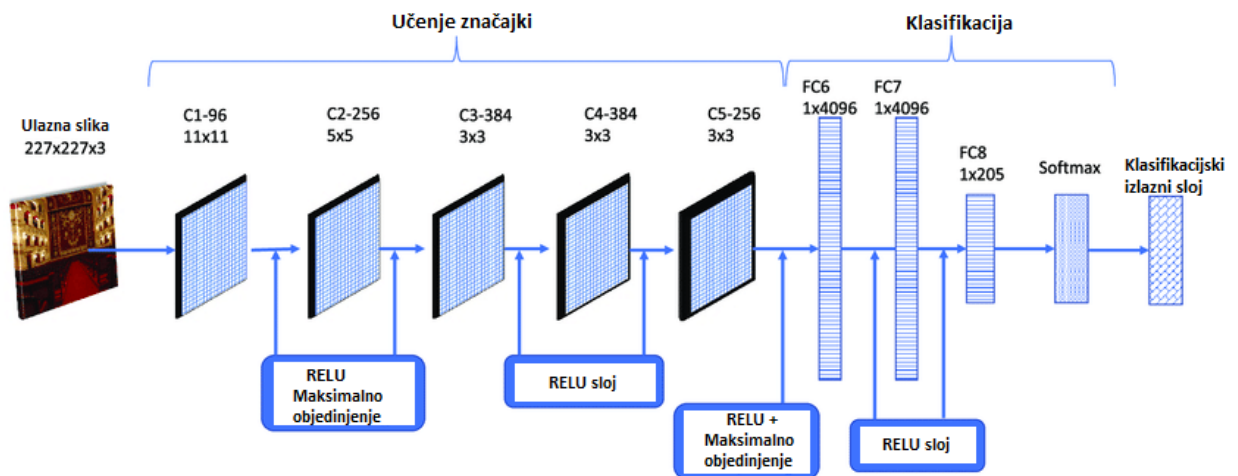 Učenje značajki
Klasifikacija
Ulazna slika
227x227x3
C1-96
11x11
C2-256
5x5
C3-384
3x3
C4-384
3x3
C5-256
3x3
FC6
1x4096
FC7
1x4096
FC8
1x205
Softmax
Klasifikacijski
izlazni sloj
RELU
Maksimalno
objedinjenje
RELU sloj
RELU +
Maksimalno
objedinjenje
RELU sloj